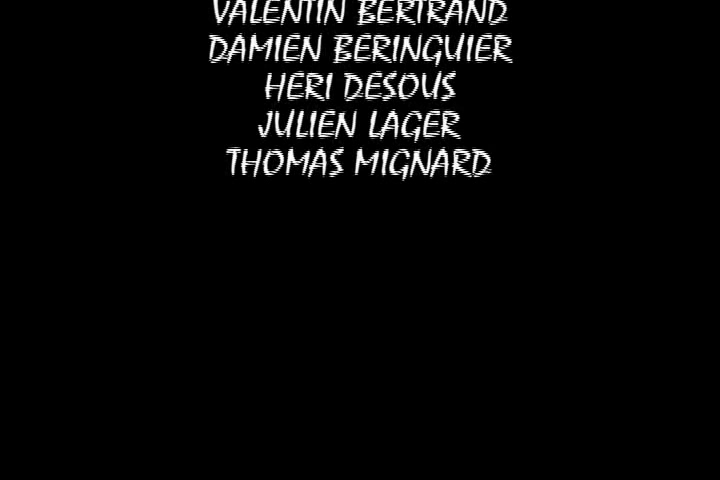 VALENTIN BERTRAND
DAMIEN BERINGUIER
HERI DESOUS
JULIEN LAGER
THOMAS MIGNARD